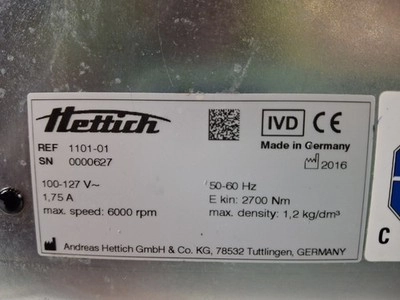 Hettich
IVD CE
REF 1101-01
SN 0000627
Made in Germany
2016
100-127 V~
1,75 A
max. speed: 6000 rpm
50-60 Hz
E kin: 2700 Nm
max. density: 1,2 kg/dm³
Andreas Hettich GmbH & Co. KG, 78532 Tuttlingen, GERMANY
C